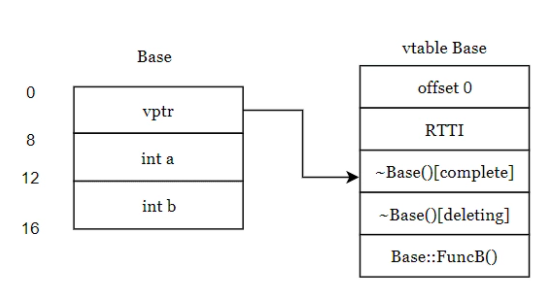 Base
vtable Base
0
vptr
offset 0
8
RTTI
int a
12
~Base()[complete]
int b
~Base()[deleting]
16
Base::FuncB()